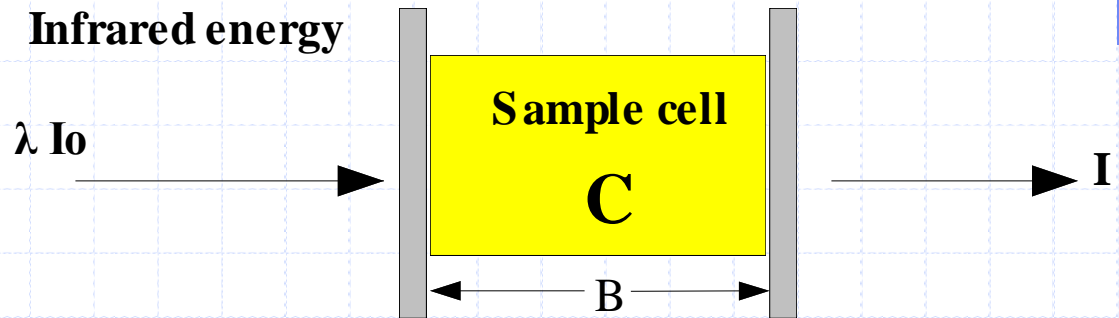 Infrared energy
λ Io
Sample cell
C
I
B